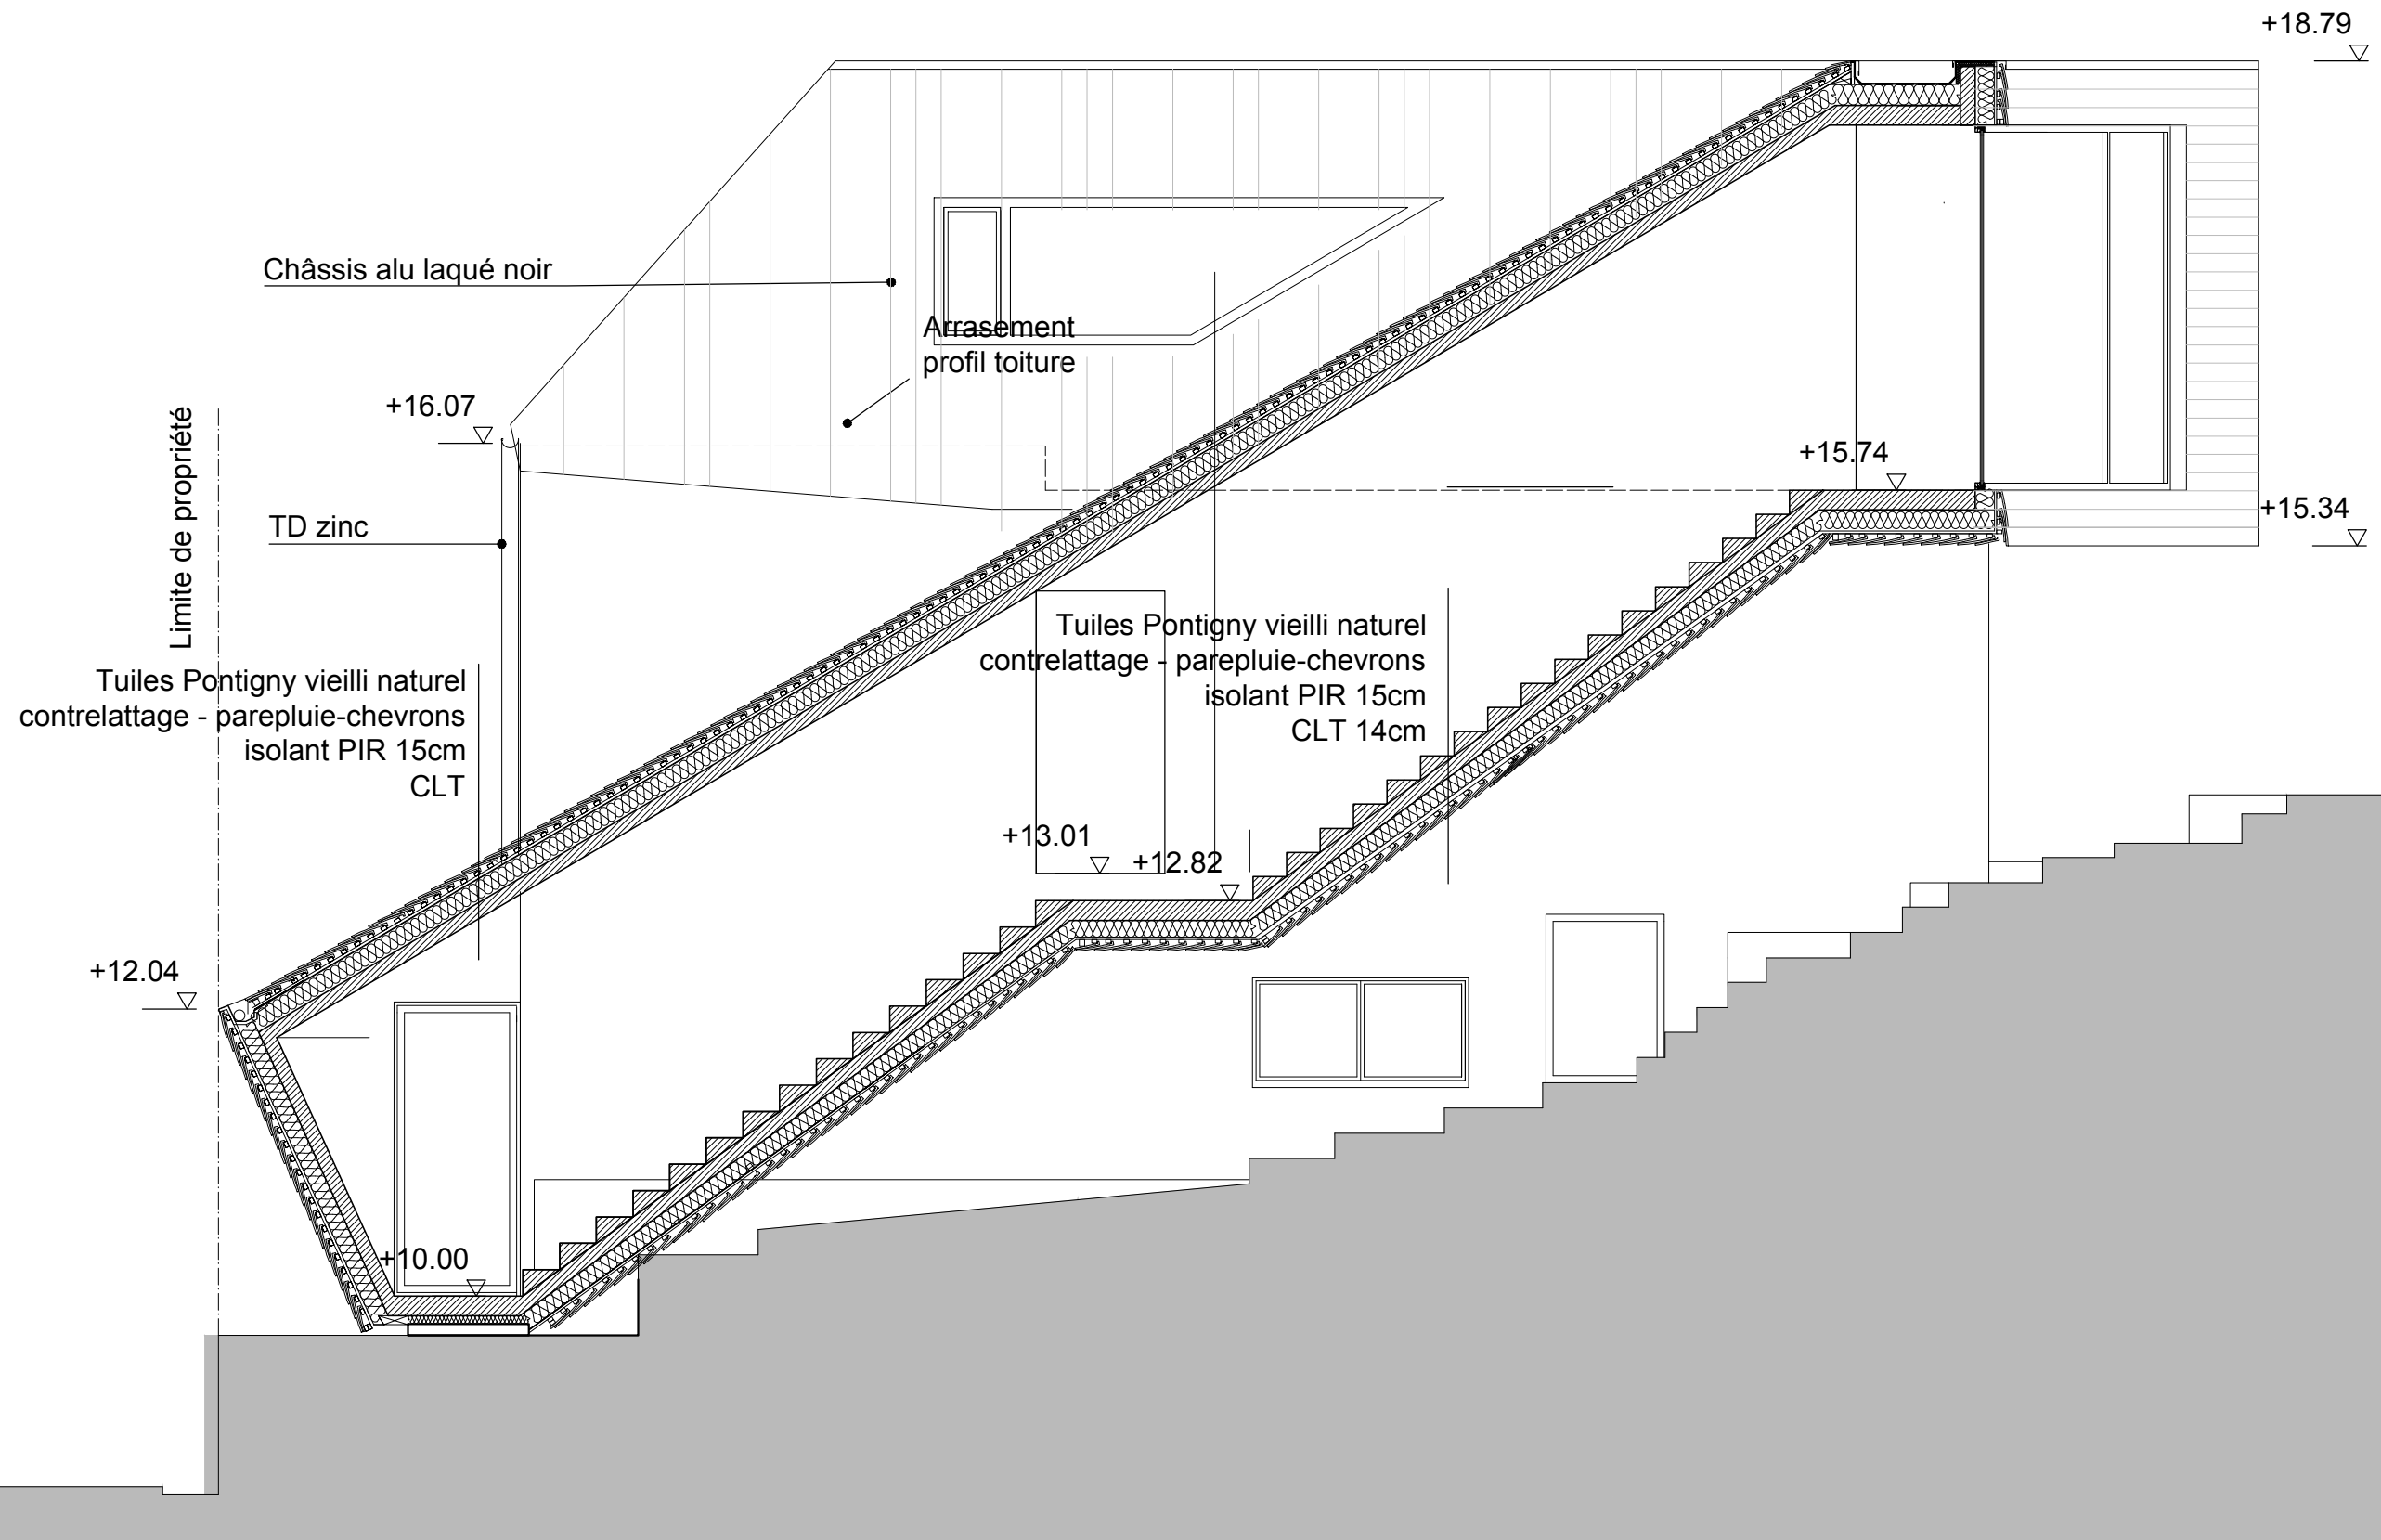 +18.79
Châssis alu laqué noir
Arrasement
profil toiture
+16.07
Limite de propriété
+15.74
+15.34
TD zinc
Tuiles Pontigny vieilli naturel
contrelattage - parepluie-chevrons
isolant PIR 15cm
CLT 14cm
Tuiles Pontigny vieilli naturel
contrelattage - parepluie-chevrons
isolant PIR 15cm
CLT
+13.01
+12.82
+12.04
+10.00